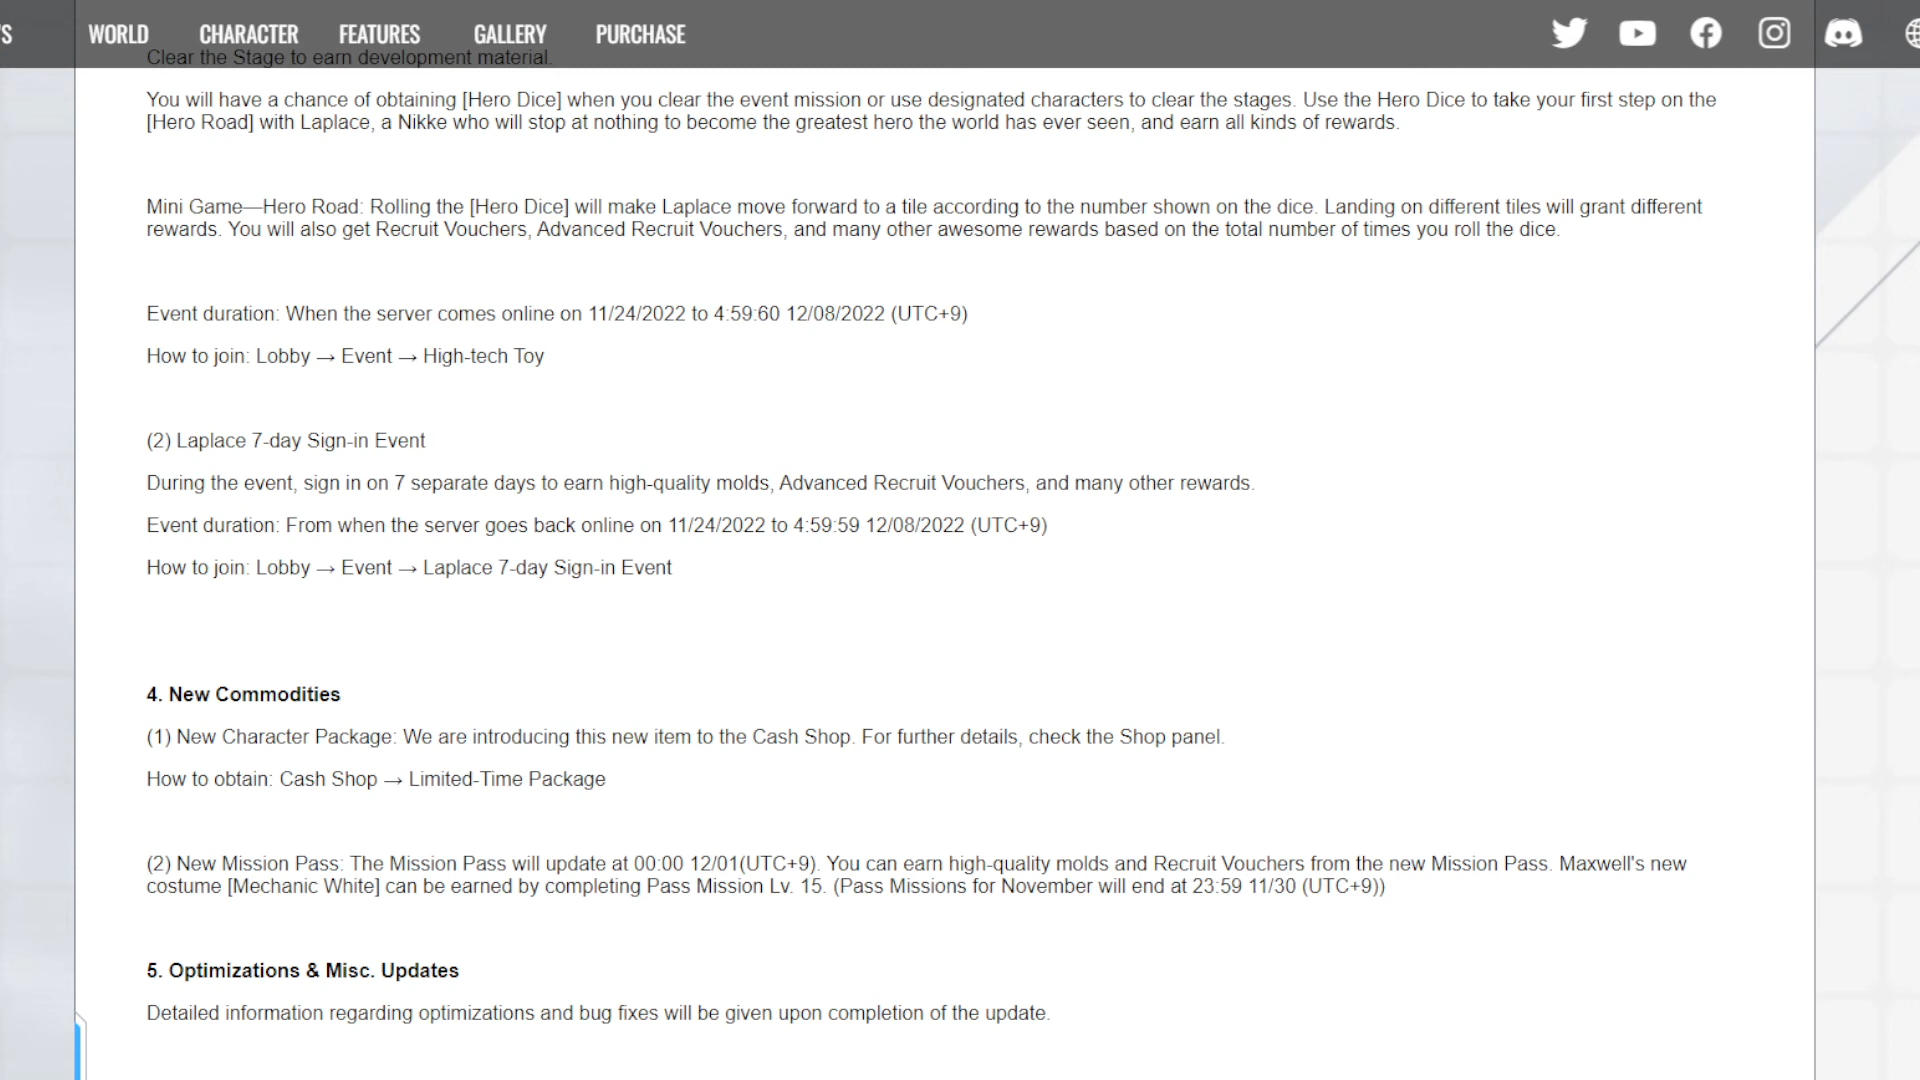 'S WORLD CHARACTER FEATURES GALLERY PURCHASE
Clear the Stage to earn development material.
You will have a chance of obtaining [Hero Dice] when you clear the event mission or use designated characters to clear the stages. Use the Hero Dice to take your first step on the
[Hero Road] with Laplace, a Nikke who will stop at nothing to become the greatest hero the world has ever seen, and earn all kinds of rewards.
Mini Game—Hero Road: Rolling the [Hero Dice] will make Laplace move forward to a tile according to the number shown on the dice. Landing on different tiles will grant different
rewards. You will also get Recruit Vouchers, Advanced Recruit Vouchers, and many other awesome rewards based on the total number of times you roll the dice.
Event duration: When the server comes online on 11/24/2022 to 4:59:60 12/08/2022 (UTC+9)
How to join: Lobby → Event → High-tech Toy
(2) Laplace 7-day Sign-in Event
During the event, sign in on 7 separate days to earn high-quality molds, Advanced Recruit Vouchers, and many other rewards.
Event duration: From when the server goes back online on 11/24/2022 to 4:59:59 12/08/2022 (UTC+9)
How to join: Lobby → Event → Laplace 7-day Sign-in Event
4. New Commodities
(1) New Character Package: We are introducing this new item to the Cash Shop. For further details, check the Shop panel.
How to obtain: Cash Shop → Limited-Time Package
(2) New Mission Pass: The Mission Pass will update at 00:00 12/01(UTC+9). You can earn high-quality molds and Recruit Vouchers from the new Mission Pass. Maxwell's new
costume [Mechanic White] can be earned by completing Pass Mission Lv. 15. (Pass Missions for November will end at 23:59 11/30 (UTC+9))
5. Optimizations & Misc. Updates
Detailed information regarding optimizations and bug fixes will be given upon completion of the update.